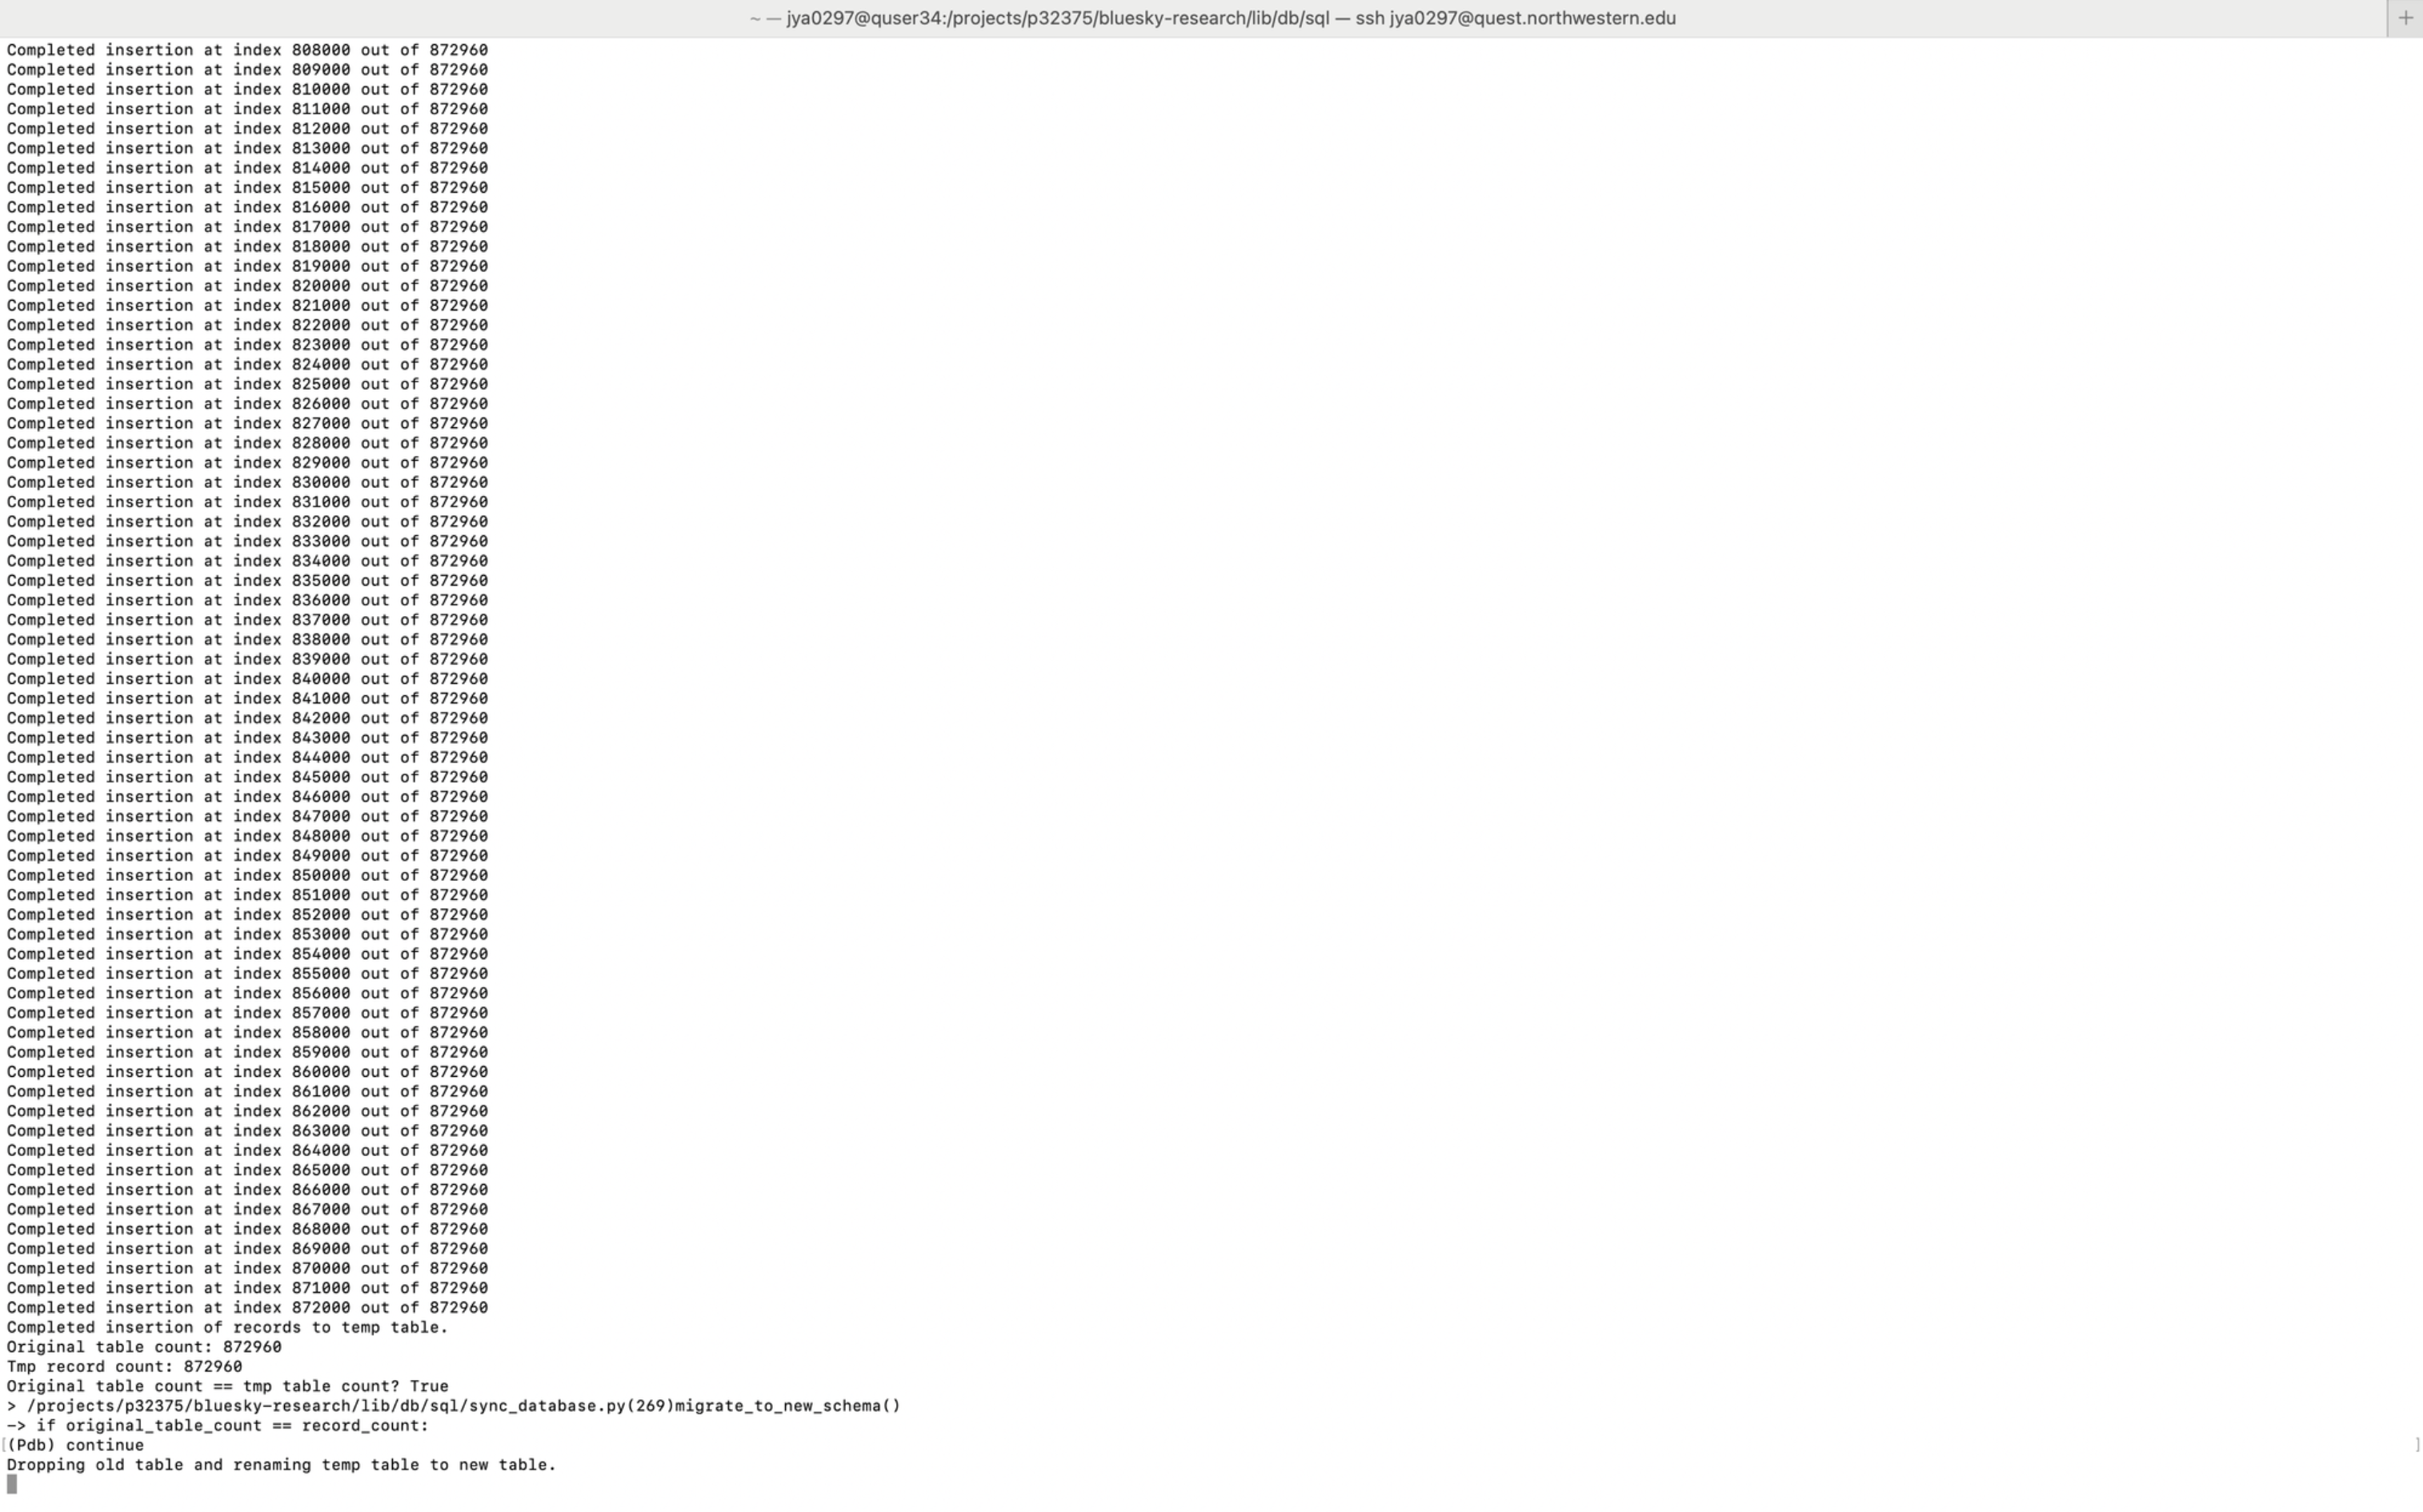 ~ — jya0297@quser34:/projects/p32375/bluesky-research/lib/db/sql — ssh jya0297@quest.northwestern.edu
+
Completed insertion at index 808000 out of 872960
Completed insertion at index 809000 out of 872960
Completed insertion at index 810000 out of 872960
Completed insertion at index 811000 out of 872960
Completed insertion at index 812000 out of 872960
Completed insertion at index 813000 out of 872960
Completed insertion at index 814000 out of 872960
Completed insertion at index 815000 out of 872960
Completed insertion at index 816000 out of 872960
Completed insertion at index 817000 out of 872960
Completed insertion at index 818000 out of 872960
Completed insertion at index 819000 out of 872960
Completed insertion at index 820000 out of 872960
Completed insertion at index 821000 out of 872960
Completed insertion at index 822000 out of 872960
Completed insertion at index 823000 out of 872960
Completed insertion at index 824000 out of 872960
Completed insertion at index 825000 out of 872960
Completed insertion at index 826000 out of 872960
Completed insertion at index 827000 out of 872960
Completed insertion at index 828000 out of 872960
Completed insertion at index 829000 out of 872960
Completed insertion at index 830000 out of 872960
Completed insertion at index 831000 out of 872960
Completed insertion at index 832000 out of 872960
Completed insertion at index 833000 out of 872960
Completed insertion at index 834000 out of 872960
Completed insertion at index 835000 out of 872960
Completed insertion at index 836000 out of 872960
Completed insertion at index 837000 out of 872960
Completed insertion at index 838000 out of 872960
Completed insertion at index 839000 out of 872960
Completed insertion at index 840000 out of 872960
Completed insertion at index 841000 out of 872960
Completed insertion at index 842000 out of 872960
Completed insertion at index 843000 out of 872960
Completed insertion at index 844000 out of 872960
Completed insertion at index 845000 out of 872960
Completed insertion at index 846000 out of 872960
Completed insertion at index 847000 out of 872960
Completed insertion at index 848000 out of 872960
Completed insertion at index 849000 out of 872960
Completed insertion at index 850000 out of 872960
Completed insertion at index 851000 out of 872960
Completed insertion at index 852000 out of 872960
Completed insertion at index 853000 out of 872960
Completed insertion at index 854000 out of 872960
Completed insertion at index 855000 out of 872960
Completed insertion at index 856000 out of 872960
Completed insertion at index 857000 out of 872960
Completed insertion at index 858000 out of 872960
Completed insertion at index 859000 out of 872960
Completed insertion at index 860000 out of 872960
Completed insertion at index 861000 out of 872960
Completed insertion at index 862000 out of 872960
Completed insertion at index 863000 out of 872960
Completed insertion at index 864000 out of 872960
Completed insertion at index 865000 out of 872960
Completed insertion at index 866000 out of 872960
Completed insertion at index 867000 out of 872960
Completed insertion at index 868000 out of 872960
Completed insertion at index 869000 out of 872960
Completed insertion at index 870000 out of 872960
Completed insertion at index 871000 out of 872960
Completed insertion at index 872000 out of 872960
Completed insertion of records to temp table.
Original table count: 872960
Tmp record count: 872960
Original table count == tmp table count? True
> /projects/p32375/bluesky-research/lib/db/sql/sync_database.py(269)migrate_to_new_schema()
-> if original_table_count == record_count:
[(Pdb) continue ]
Dropping old table and renaming temp table to new table.